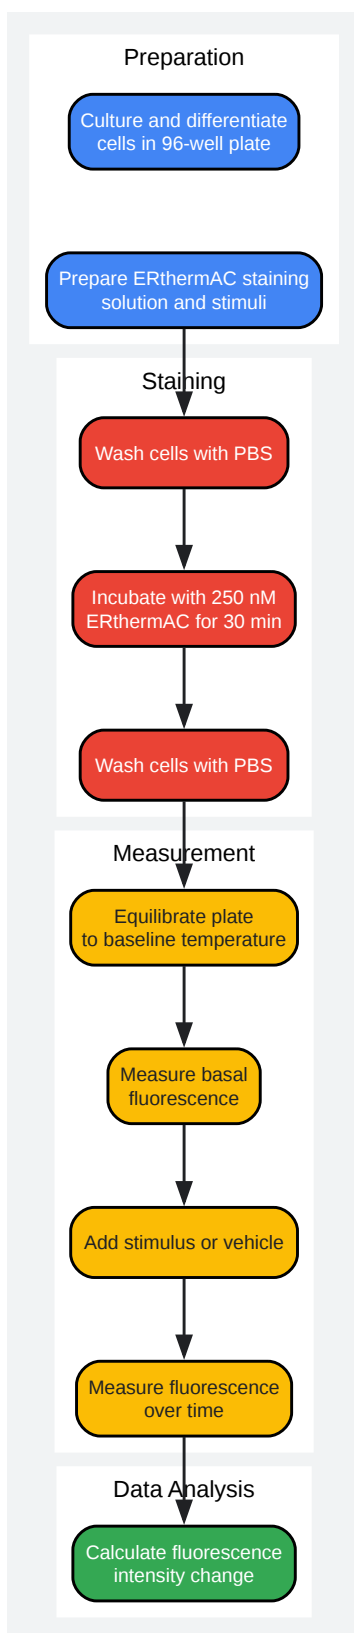 Preparation
Culture and differentiate
cells in 96-well plate
Prepare ERthermAC staining
solution and stimuli
Staining
Wash cells with PBS
Incubate with 250 nM
ERthermAC for 30 min
Wash cells with PBS
Measurement
Equilibrate plate
to baseline temperature
Measure basal
fluorescence
Add stimulus or vehicle
Measure fluorescence
over time
Data Analysis
Calculate fluorescence
intensity change